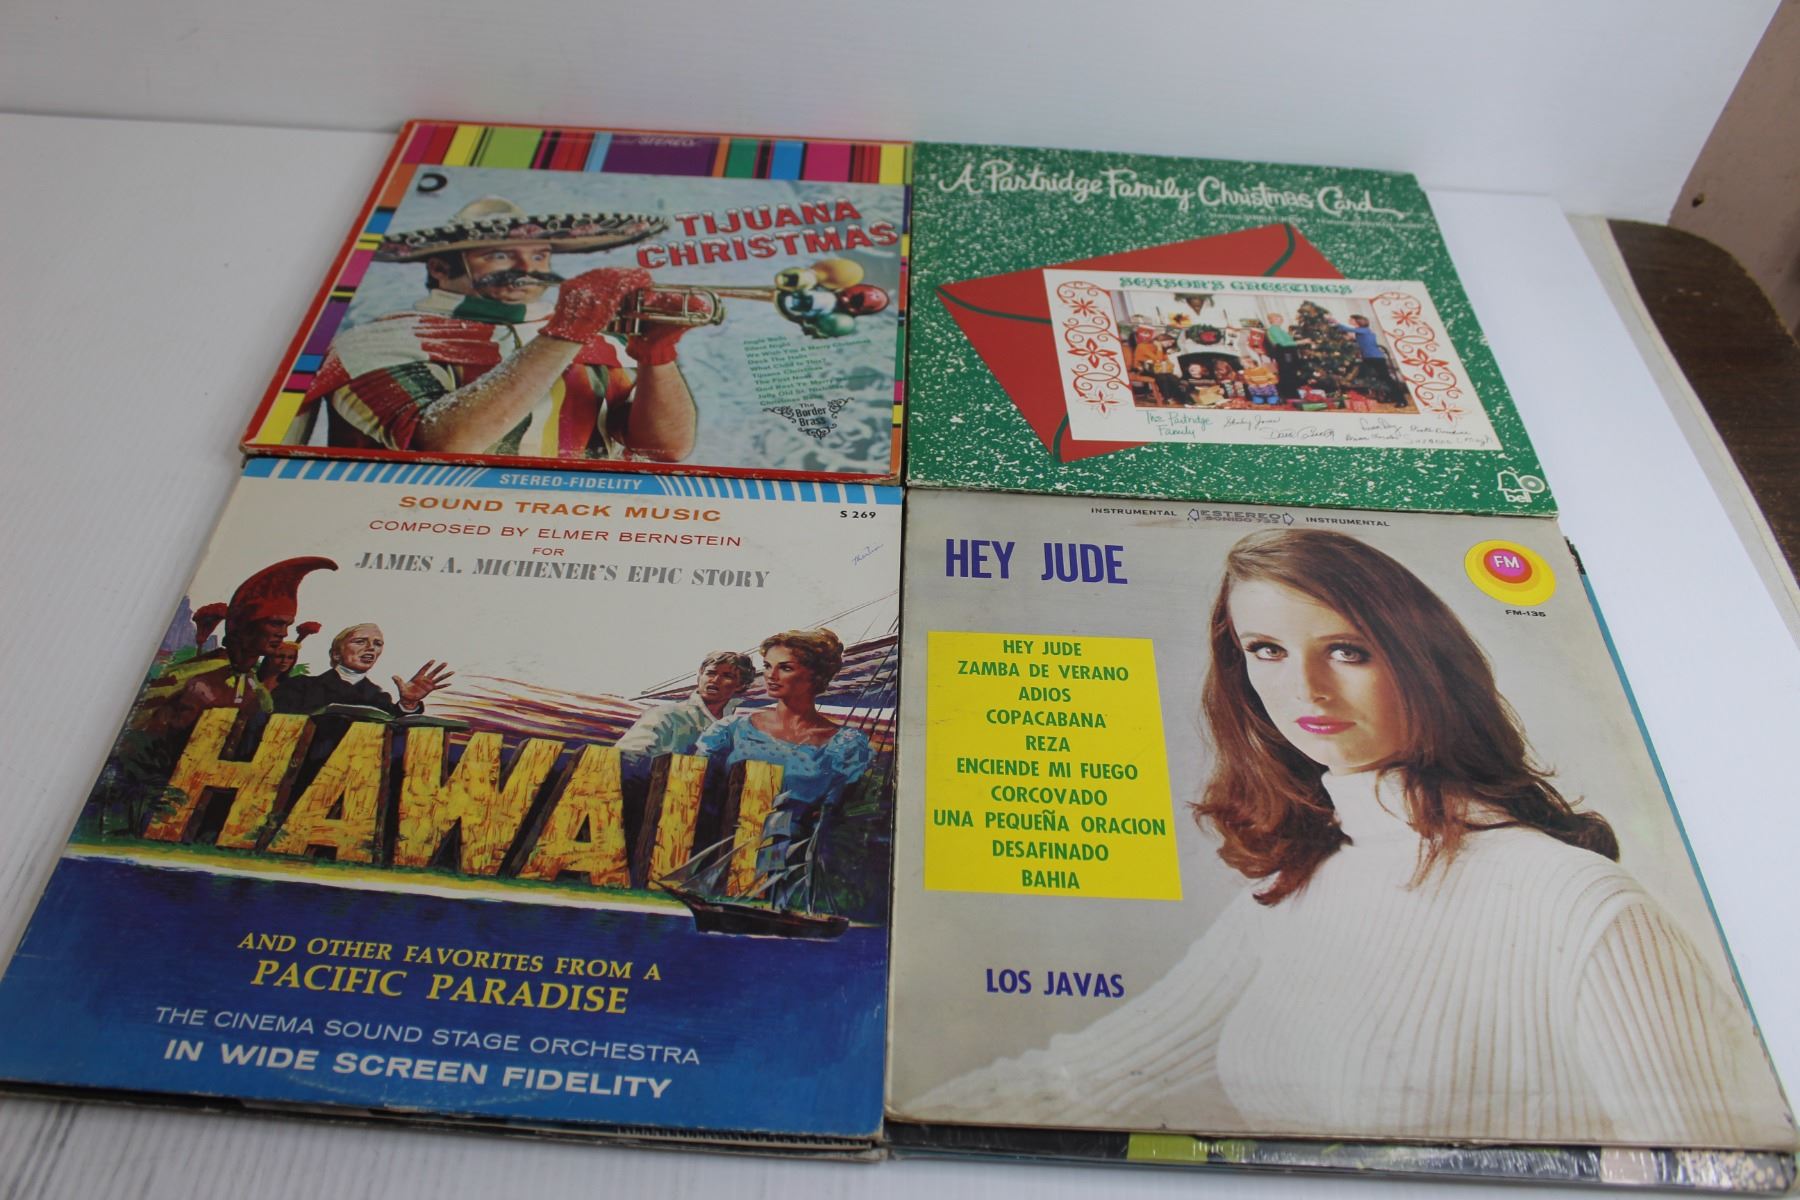 STEREO
TIJUANA
CHRISTMAS
Jingle Bells
Silent Night
We Wish You A Merry Christmas
Deck The Halls
What Child Is This?
Tijuana Christmas
The First Noel
God Rest Ye Merry
Jolly Old St. Nicholas
Christmas
The
Border
Brass
A Partridge Family Christmas Card
SEASON'S GREETINGS
The Partridge
Family
Shirley Jones
STEREO-FIDELITY
SOUND TRACK MUSIC
S 269
COMPOSED BY ELMER BERNSTEIN
FOR
JAMES A. MICHENER'S EPIC STORY
HAWAII
AND OTHER FAVORITES FROM A
PACIFIC PARADISE
THE CINEMA SOUND STAGE ORCHESTRA
IN WIDE SCREEN FIDELITY
bell
INSTRUMENTAL ESTEREO INSTRUMENTAL
HEY JUDE
FM
FM-135
HEY JUDE
ZAMBA DE VERANO
ADIOS
COPACABANA
REZA
ENCIENDE MI FUEGO
CORCOVADO
UNA PEQUEÑA ORACION
DESAFINADO
BAHIA
LOS JAVAS